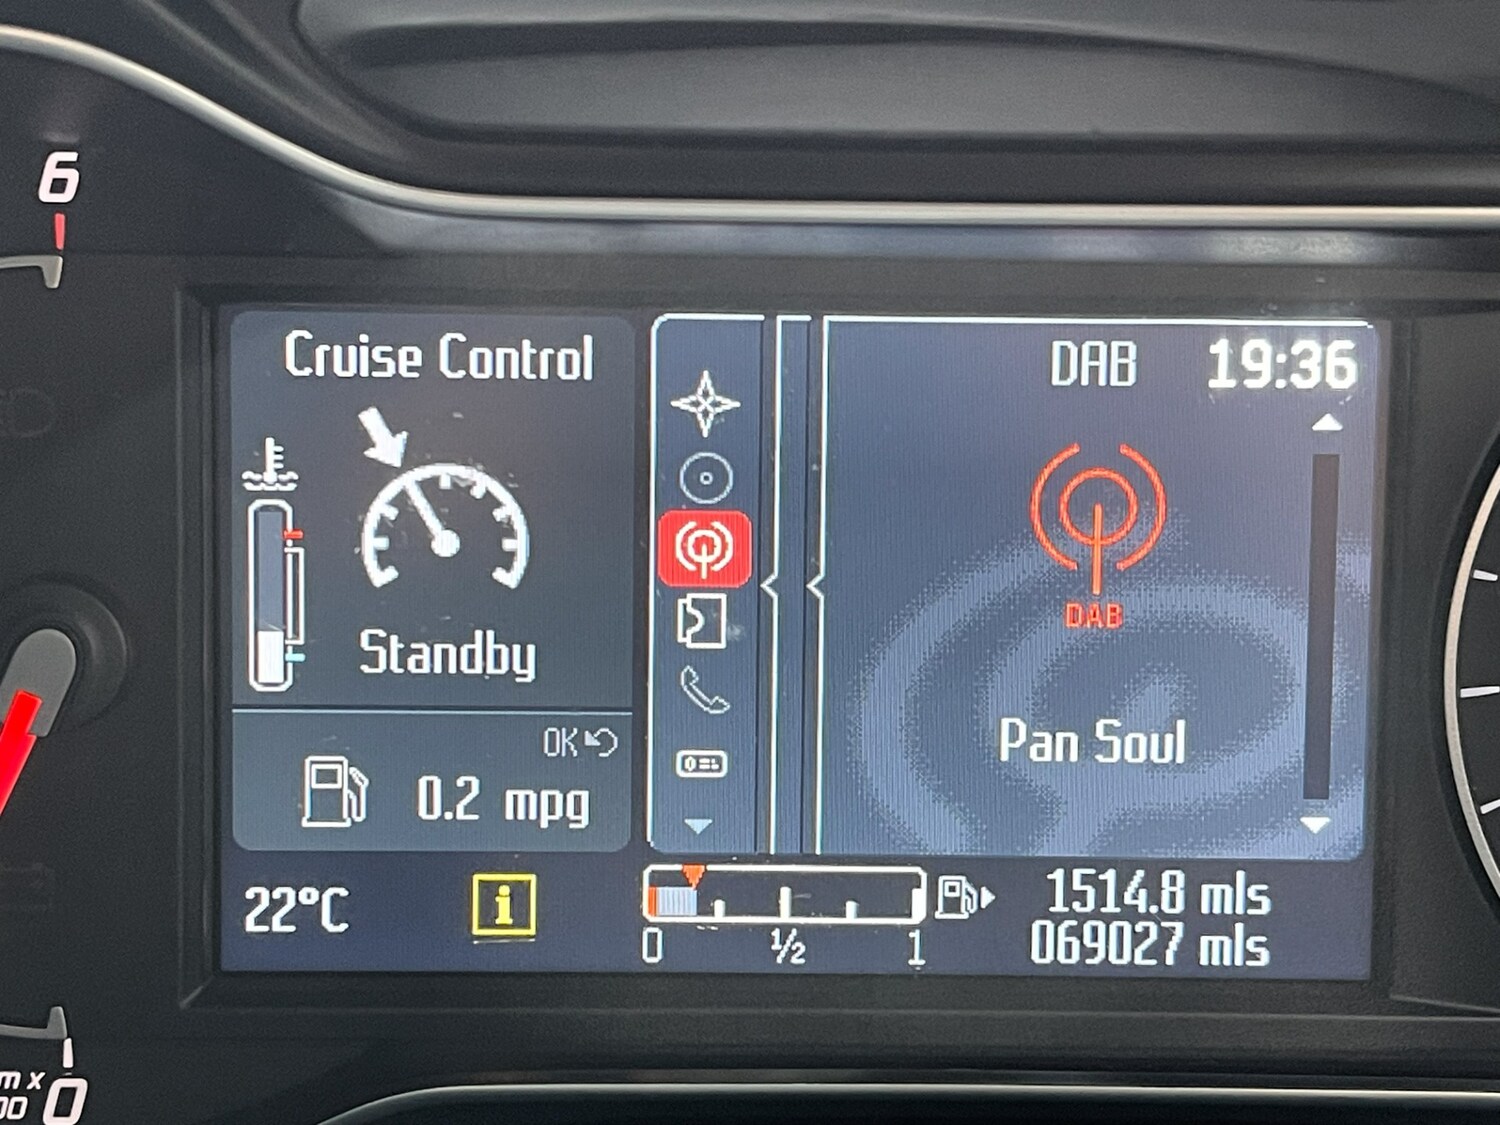 6
Cruise Control
Standby
OK
0.2 mpg
22°C
i
DAB 19:36
DAB
Pan Soul
0 ½ 1
1514.8 mls
069027 mls
0